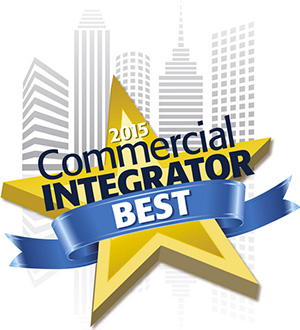 2015
Commercial
INTEGRATOR
BEST